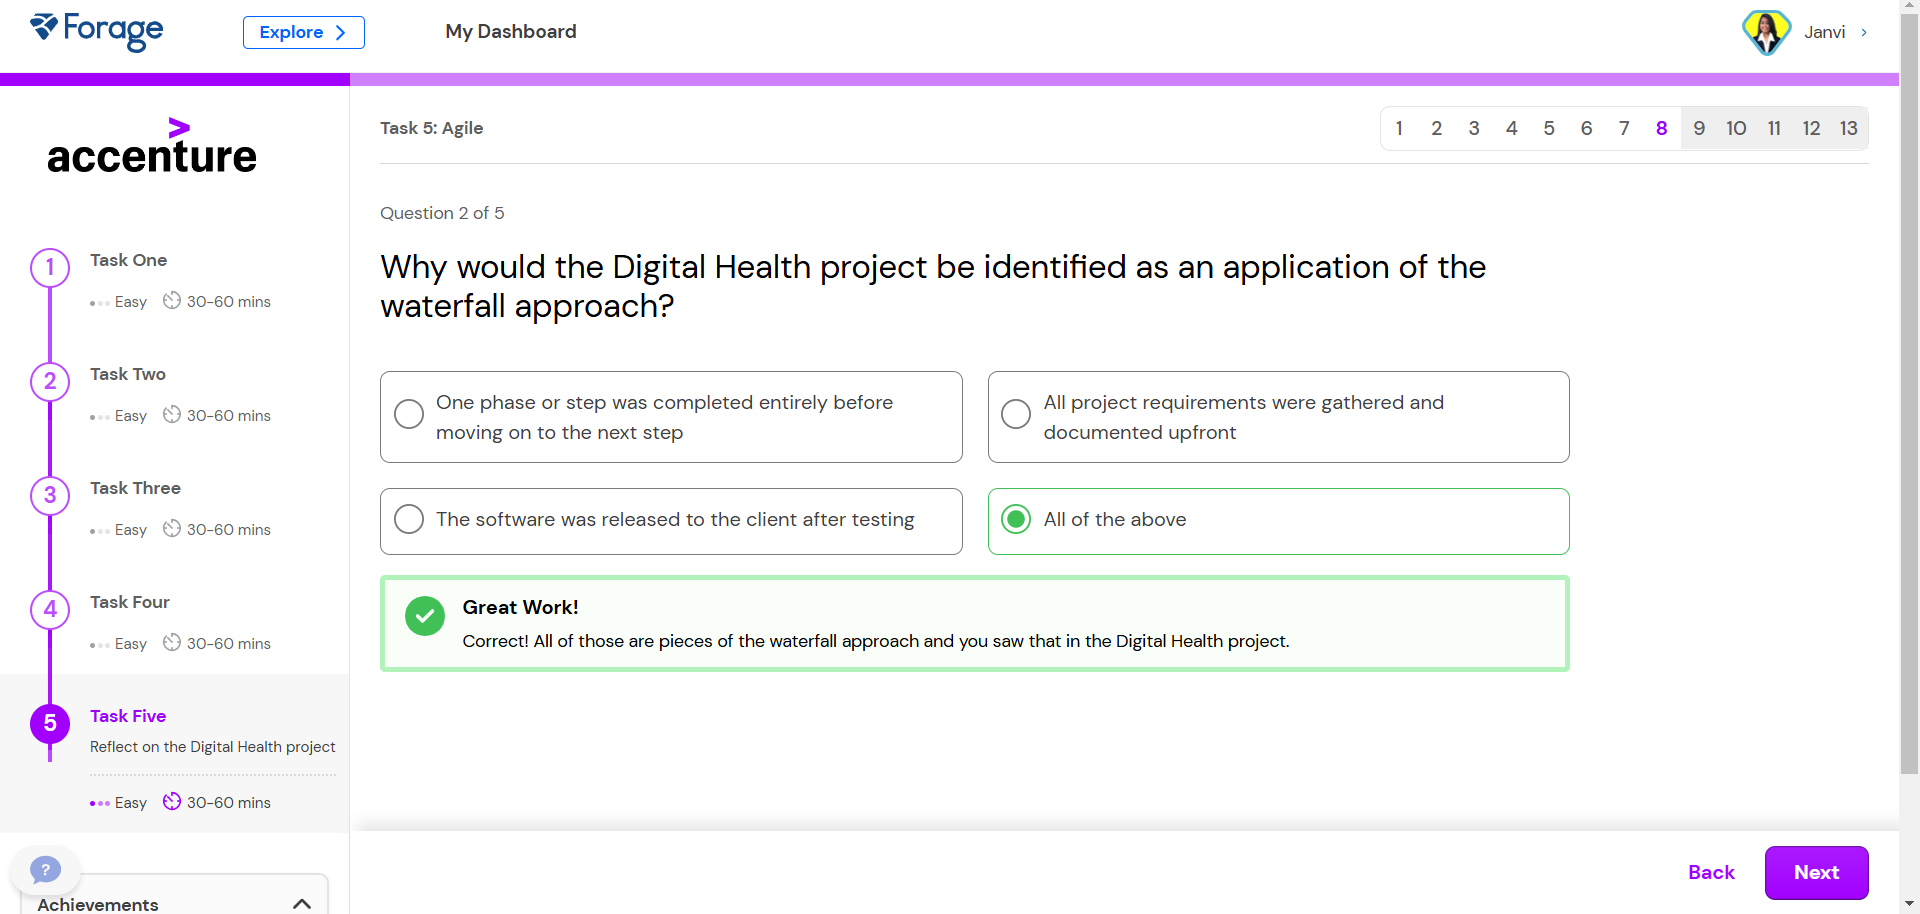 Forage
Explore
My Dashboard
Janvi
accenture
Task 5: Agile
1 2 3 4 5 6 7 8 9 10 11 12 13
Question 2 of 5
Why would the Digital Health project be identified as an application of the
waterfall approach?
One phase or step was completed entirely before
moving on to the next step
All project requirements were gathered and
documented upfront
The software was released to the client after testing
All of the above
Great Work!
Correct! All of those are pieces of the waterfall approach and you saw that in the Digital Health project.
1
Task One
Easy 30-60 mins
2
Task Two
Easy 30-60 mins
3
Task Three
Easy 30-60 mins
4
Task Four
Easy 30-60 mins
5
Task Five
Reflect on the Digital Health project
Easy 30-60 mins
?
Achievements
Back
Next